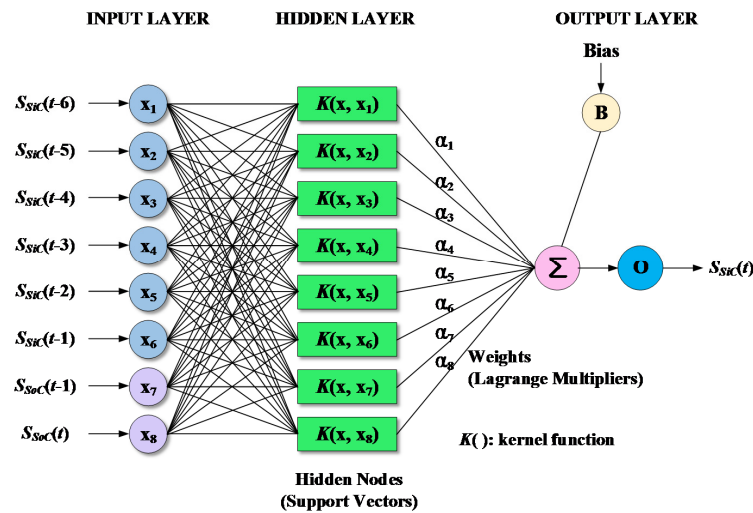 INPUT LAYER HIDDEN LAYER OUTPUT LAYER
Bias
S_SiC(t-6) x₁ K(x, x₁) α₁ B
S_SiC(t-5) x₂ K(x, x₂) α₂
S_SiC(t-4) x₃ K(x, x₃) α₃
S_SiC(t-3) x₄ K(x, x₄) α₄ Σ O S_SiC(t)
S_SiC(t-2) x₅ K(x, x₅) α₅
S_SiC(t-1) x₆ K(x, x₆) α₆
S_SoC(t-1) x₇ K(x, x₇) α₇
S_SoC(t) x₈ K(x, x₈) α₈
Weights
(Lagrange Multipliers)
K( ): kernel function
Hidden Nodes
(Support Vectors)